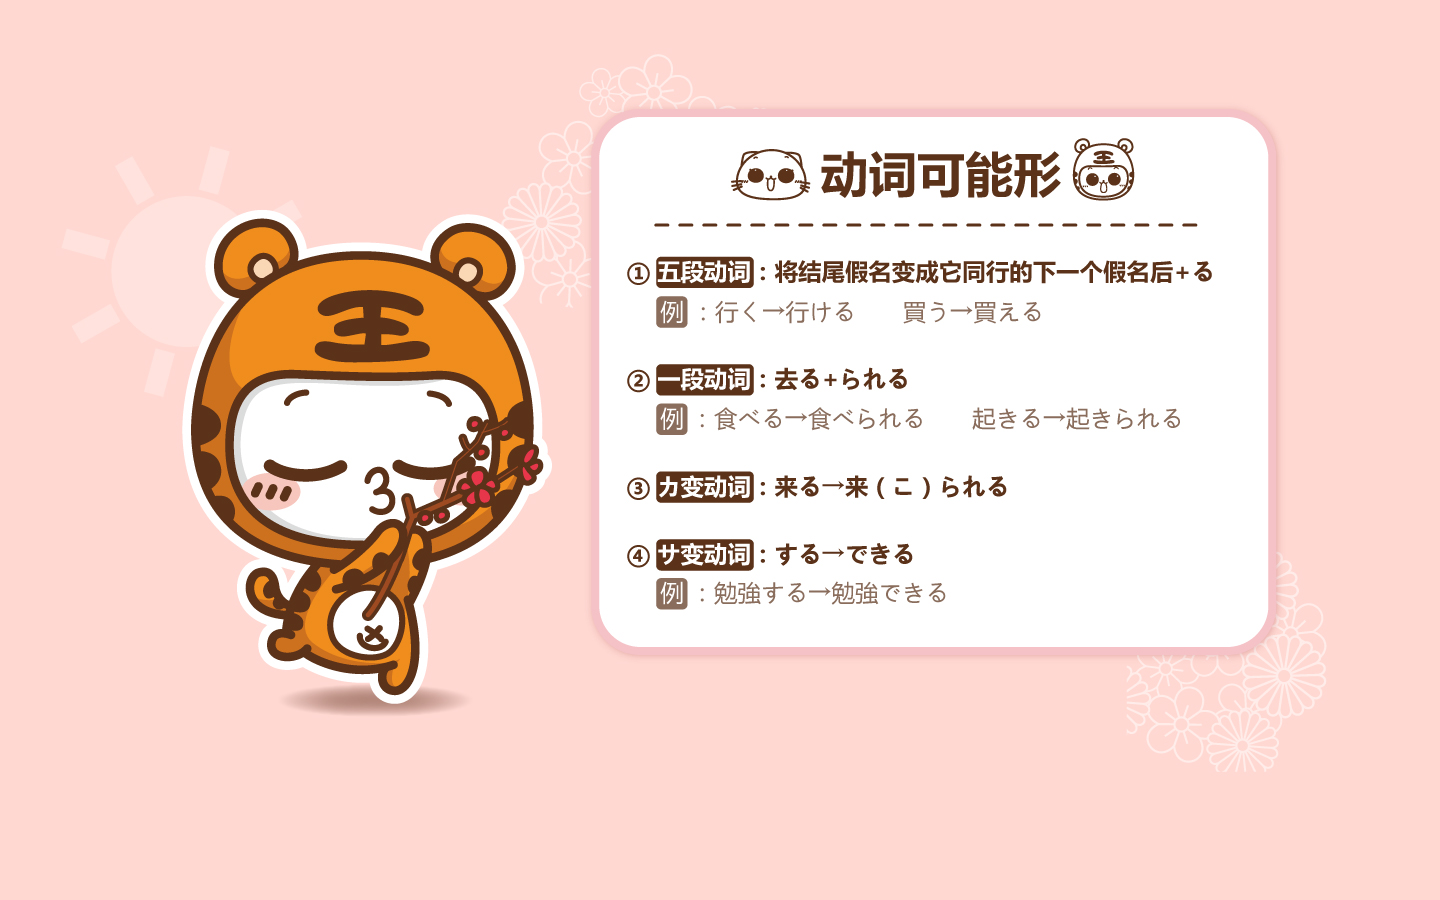 王
动词可能形
① 五段动词：将结尾假名变成它同行的下一个假名后+る
例：行く→行ける　　買う→買える
② 一段动词：去る+られる
例：食べる→食べられる　　起きる→起きられる
③ カ变动词：来る→来（こ）られる
④ サ变动词：する→できる
例：勉強する→勉強できる